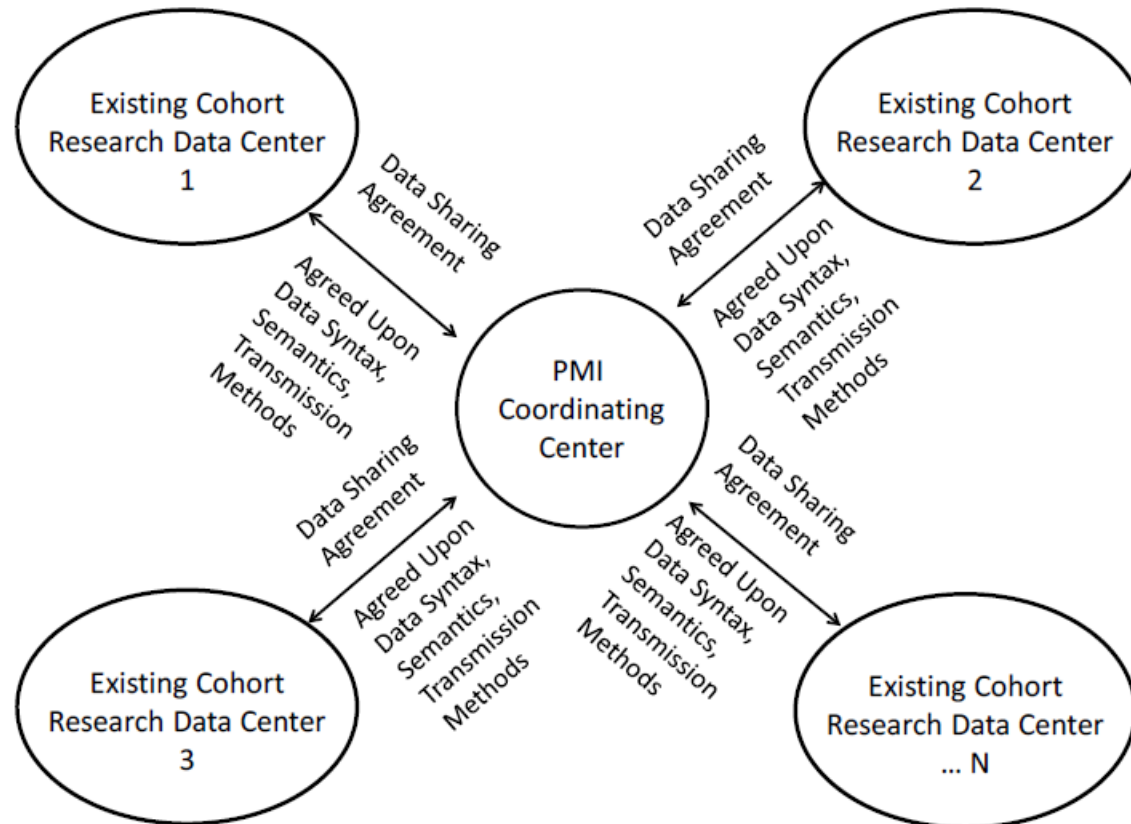 Existing Cohort
Research Data Center
1
Existing Cohort
Research Data Center
2
Data Sharing
Agreement
Agreed Upon
Data Syntax,
Semantics,
Transmission
Methods
Data Sharing
Agreement
Agreed Upon
Data Syntax,
Semantics,
Transmission
Methods
PMI
Coordinating
Center
Data Sharing
Agreement
Agreed Upon
Data Syntax,
Semantics,
Transmission
Methods
Data Sharing
Agreement
Agreed Upon
Data Syntax,
Semantics,
Transmission
Methods
Existing Cohort
Research Data Center
3
Existing Cohort
Research Data Center
... N